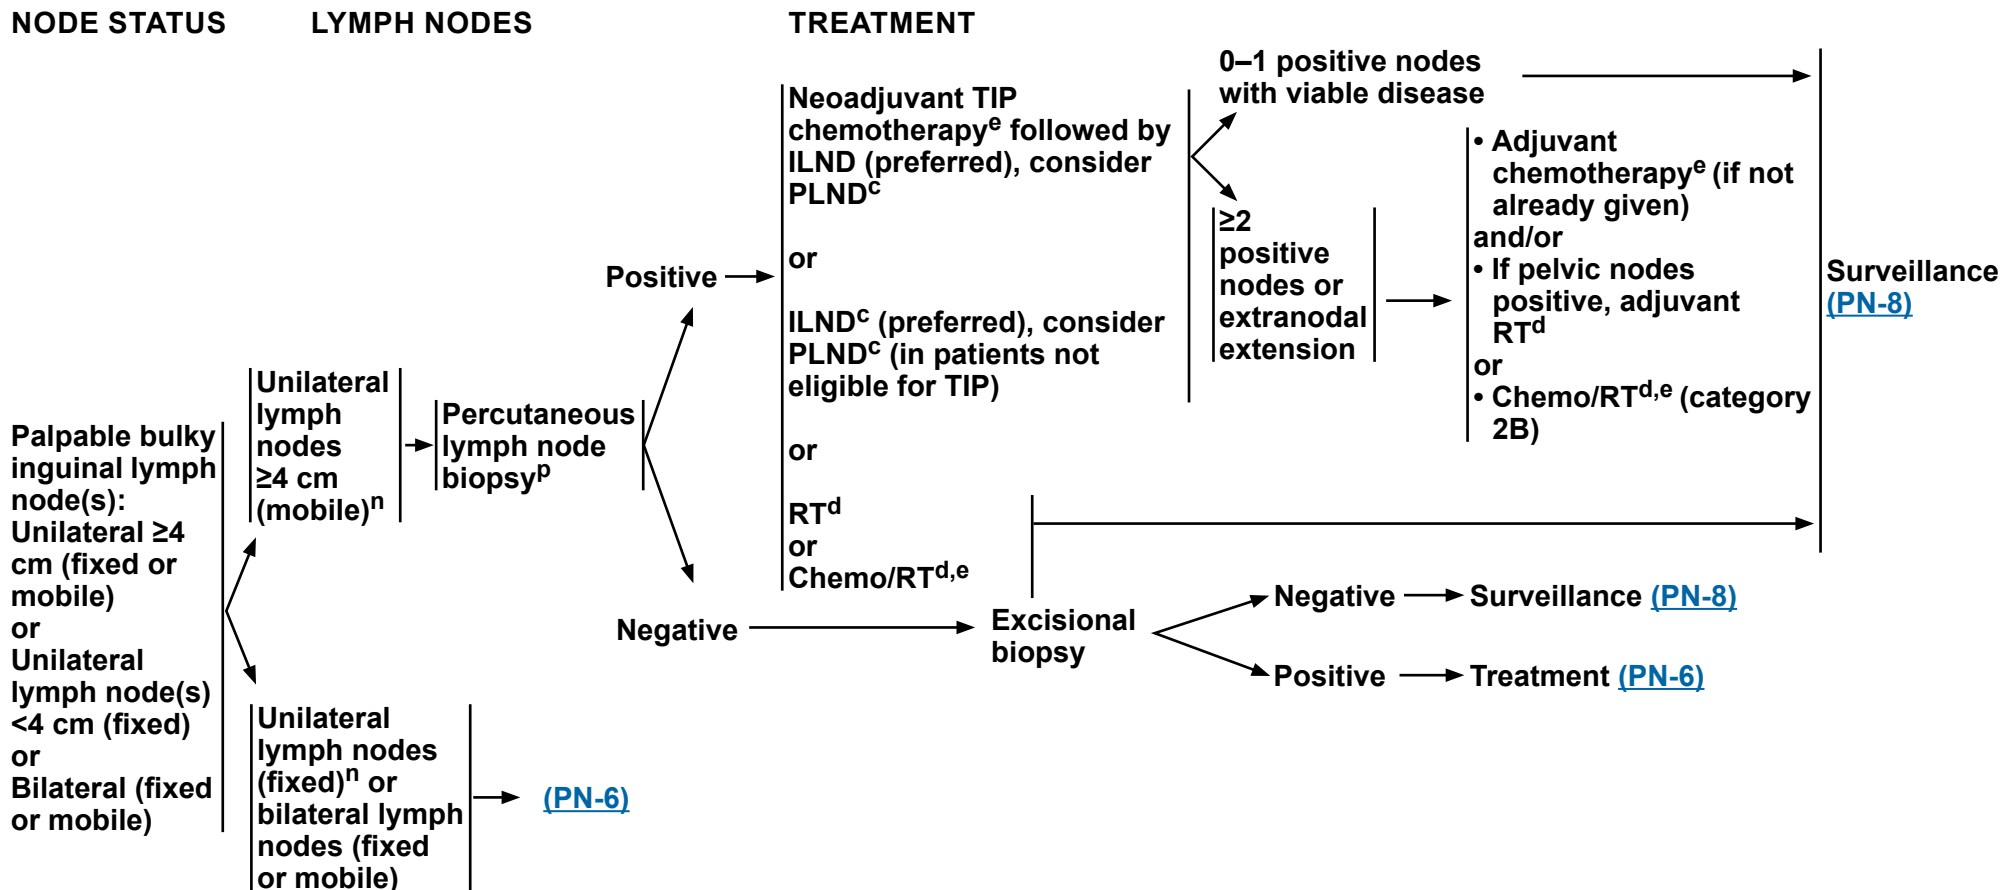 NODE STATUS
LYMPH NODES
TREATMENT
Palpable bulky
inguinal lymph
node(s):
Unilateral ≥4
cm (fixed or
mobile)
or
Unilateral
lymph node(s)
<4 cm (fixed)
or
Bilateral (fixed
or mobile)
Unilateral
lymph
nodes
≥4 cm
(mobile)n
Percutaneous
lymph node
biopsyp
Positive
Neoadjuvant TIP
chemotherapye followed by
ILND (preferred), consider
PLNDc
or
ILNDc (preferred), consider
PLNDc (in patients not
eligible for TIP)
or
RTd
or
Chemo/RTd,e
0–1 positive nodes
with viable disease
≥2
positive
nodes or
extranodal
extension
• Adjuvant
chemotherapye (if not
already given)
and/or
• If pelvic nodes
positive, adjuvant
RTd
or
• Chemo/RTd,e (category
2B)
Surveillance
(PN-8)
Negative
Excisional
biopsy
Negative
Surveillance (PN-8)
Positive
Treatment (PN-6)
Unilateral
lymph nodes
(fixed)n or
bilateral lymph
nodes (fixed
or mobile)
(PN-6)